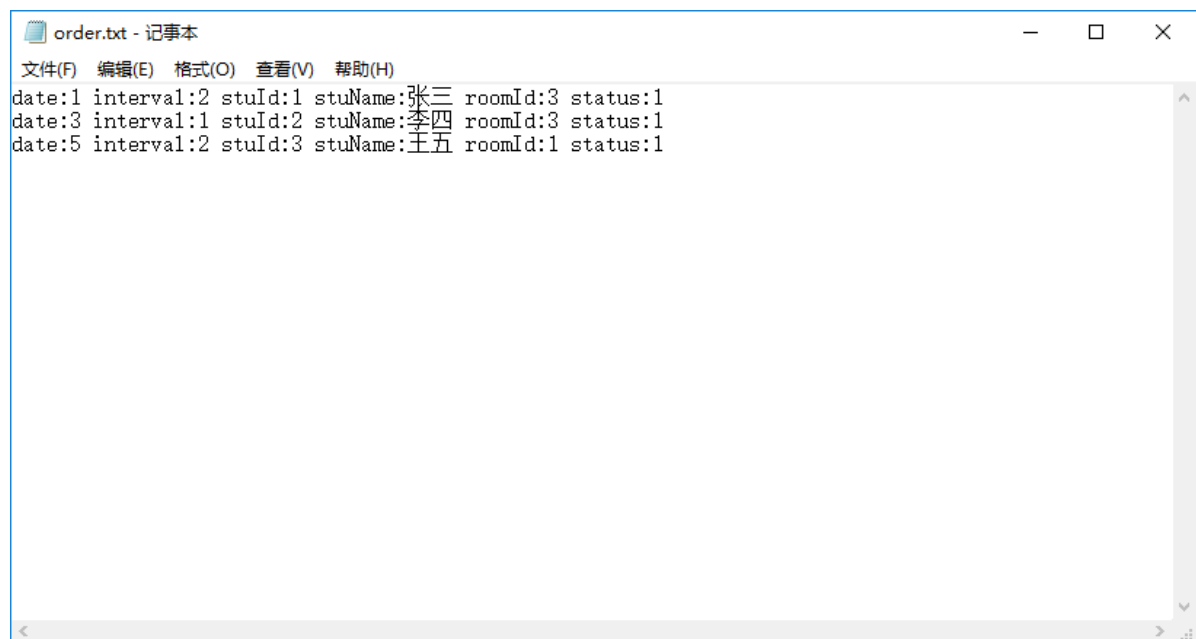 order.txt - 记事本
文件(F) 编辑(E) 格式(O) 查看(V) 帮助(H)
date:1 interval:2 stuId:1 stuName:张三 roomId:3 status:1
date:3 interval:1 stuId:2 stuName:李四 roomId:3 status:1
date:5 interval:2 stuId:3 stuName:王五 roomId:1 status:1